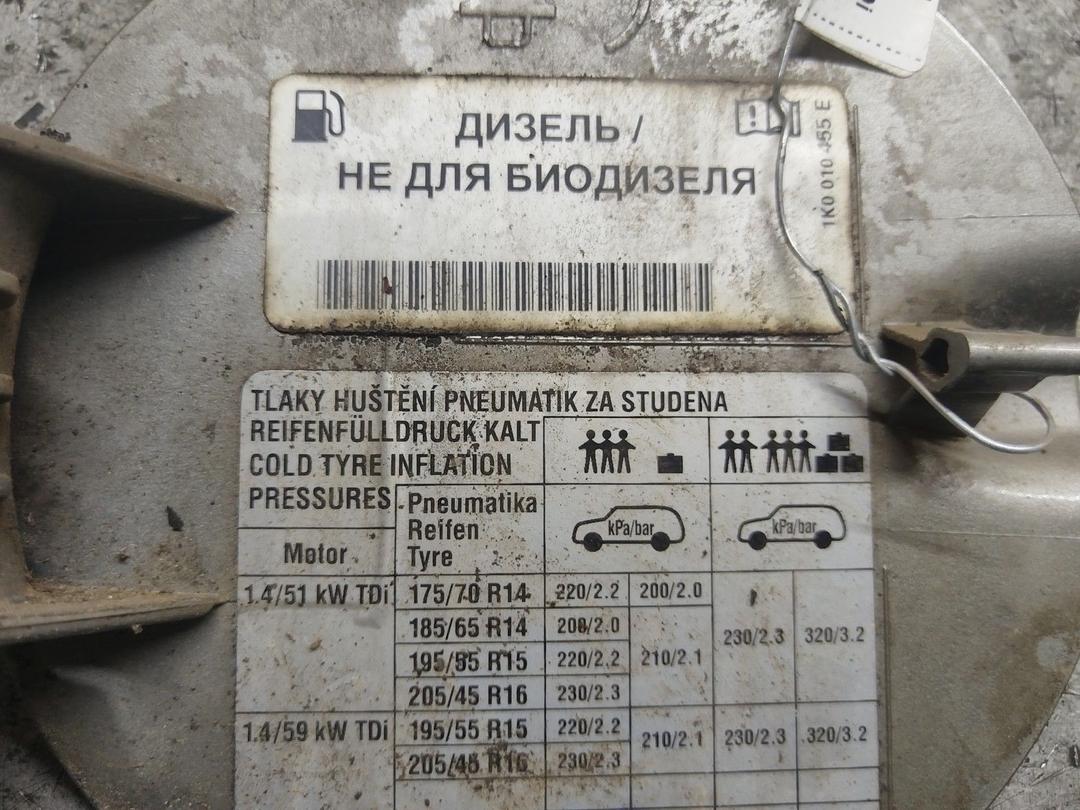 ДИЗЕЛЬ /
НЕ ДЛЯ БИОДИЗЕЛЯ
1K0 010 E
TLAKY HUŠTĚNÍ PNEUMATIK ZA STUDENA
REIFENFÜLLDRUCK KALT
COLD TYRE INFLATION
PRESSURES
Pneumatika
Reifen
Tyre
kPa/bar
kPa/bar
Motor
1.4/51 kW TDi 175/70 R14 220/2.2 200/2.0
185/65 R14 200/2.0
230/2.3 320/3.2
195/55 R15 220/2.2 210/2.1
205/45 R16 230/2.3
1.4/59 kW TDi 195/55 R15 220/2.2
210/2.1 230/2.3 320/3.2
205/45 R16 230/2.3